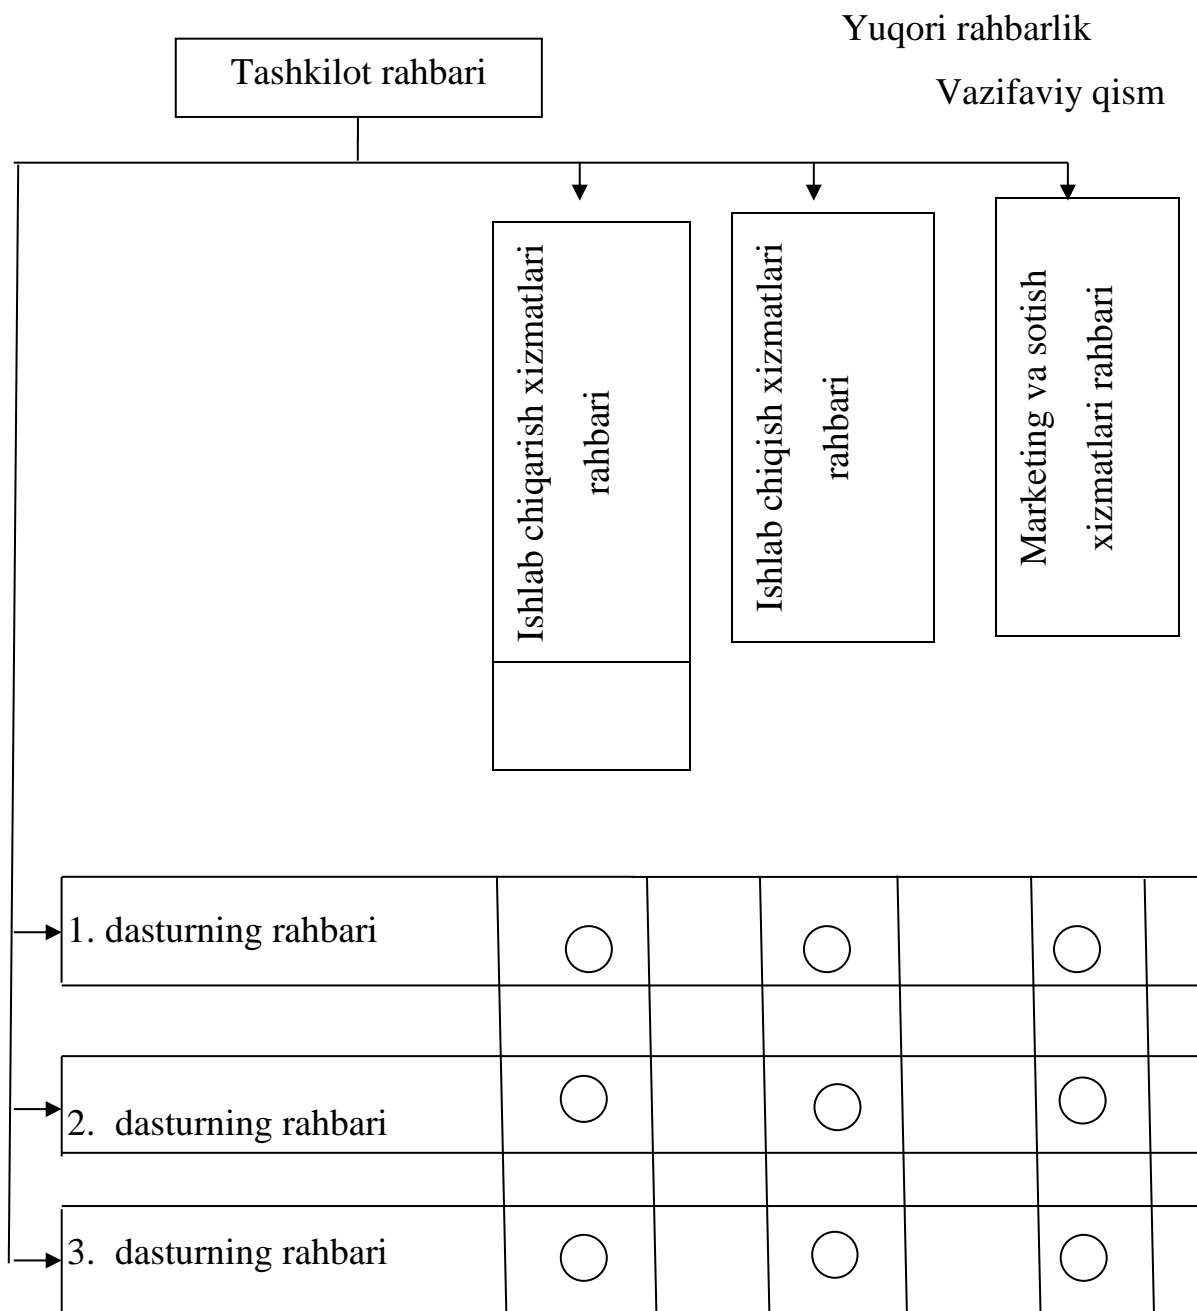 Yuqori rahbarlik
Tashkilot rahbari
Vazifaviy qism
Ishlab chiqarish xizmatlari
rahbari
Ishlab chiqish xizmatlari
rahbari
Marketing va sotish
xizmatlari rahbari
1. dasturning rahbari
2. dasturning rahbari
3. dasturning rahbari